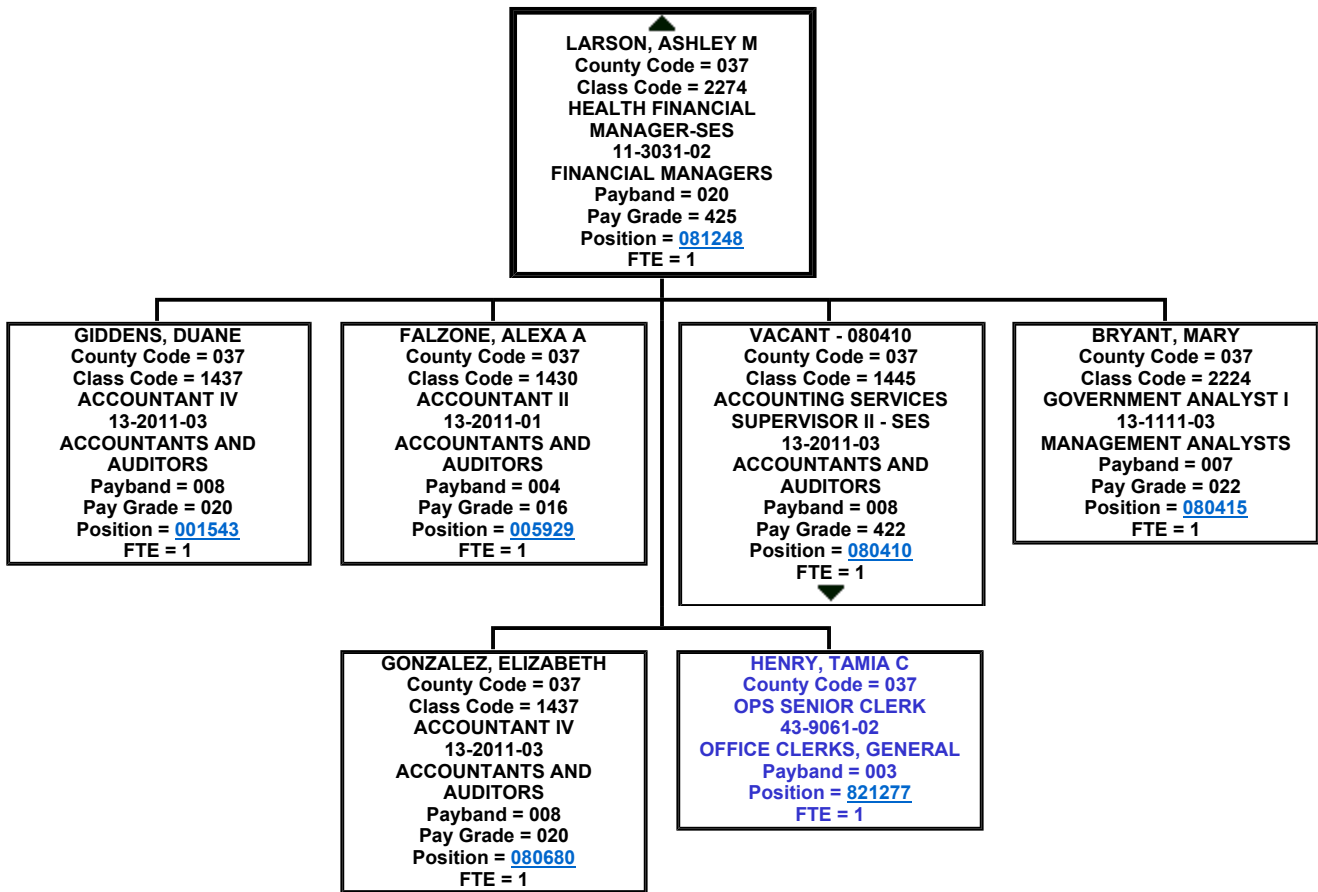 LARSON, ASHLEY M
County Code = 037
Class Code = 2274
HEALTH FINANCIAL
MANAGER-SES
11-3031-02
FINANCIAL MANAGERS
Payband = 020
Pay Grade = 425
Position = 081248
FTE = 1
GIDDENS, DUANE
County Code = 037
Class Code = 1437
ACCOUNTANT IV
13-2011-03
ACCOUNTANTS AND
AUDITORS
Payband = 008
Pay Grade = 020
Position = 001543
FTE = 1
FALZONE, ALEXA A
County Code = 037
Class Code = 1430
ACCOUNTANT II
13-2011-01
ACCOUNTANTS AND
AUDITORS
Payband = 004
Pay Grade = 016
Position = 005929
FTE = 1
VACANT - 080410
County Code = 037
Class Code = 1445
ACCOUNTING SERVICES
SUPERVISOR II - SES
13-2011-03
ACCOUNTANTS AND
AUDITORS
Payband = 008
Pay Grade = 422
Position = 080410
FTE = 1
BRYANT, MARY
County Code = 037
Class Code = 2224
GOVERNMENT ANALYST I
13-1111-03
MANAGEMENT ANALYSTS
Payband = 007
Pay Grade = 022
Position = 080415
FTE = 1
GONZALEZ, ELIZABETH
County Code = 037
Class Code = 1437
ACCOUNTANT IV
13-2011-03
ACCOUNTANTS AND
AUDITORS
Payband = 008
Pay Grade = 020
Position = 080680
FTE = 1
HENRY, TAMIA C
County Code = 037
OPS SENIOR CLERK
43-9061-02
OFFICE CLERKS, GENERAL
Payband = 003
Position = 821277
FTE = 1